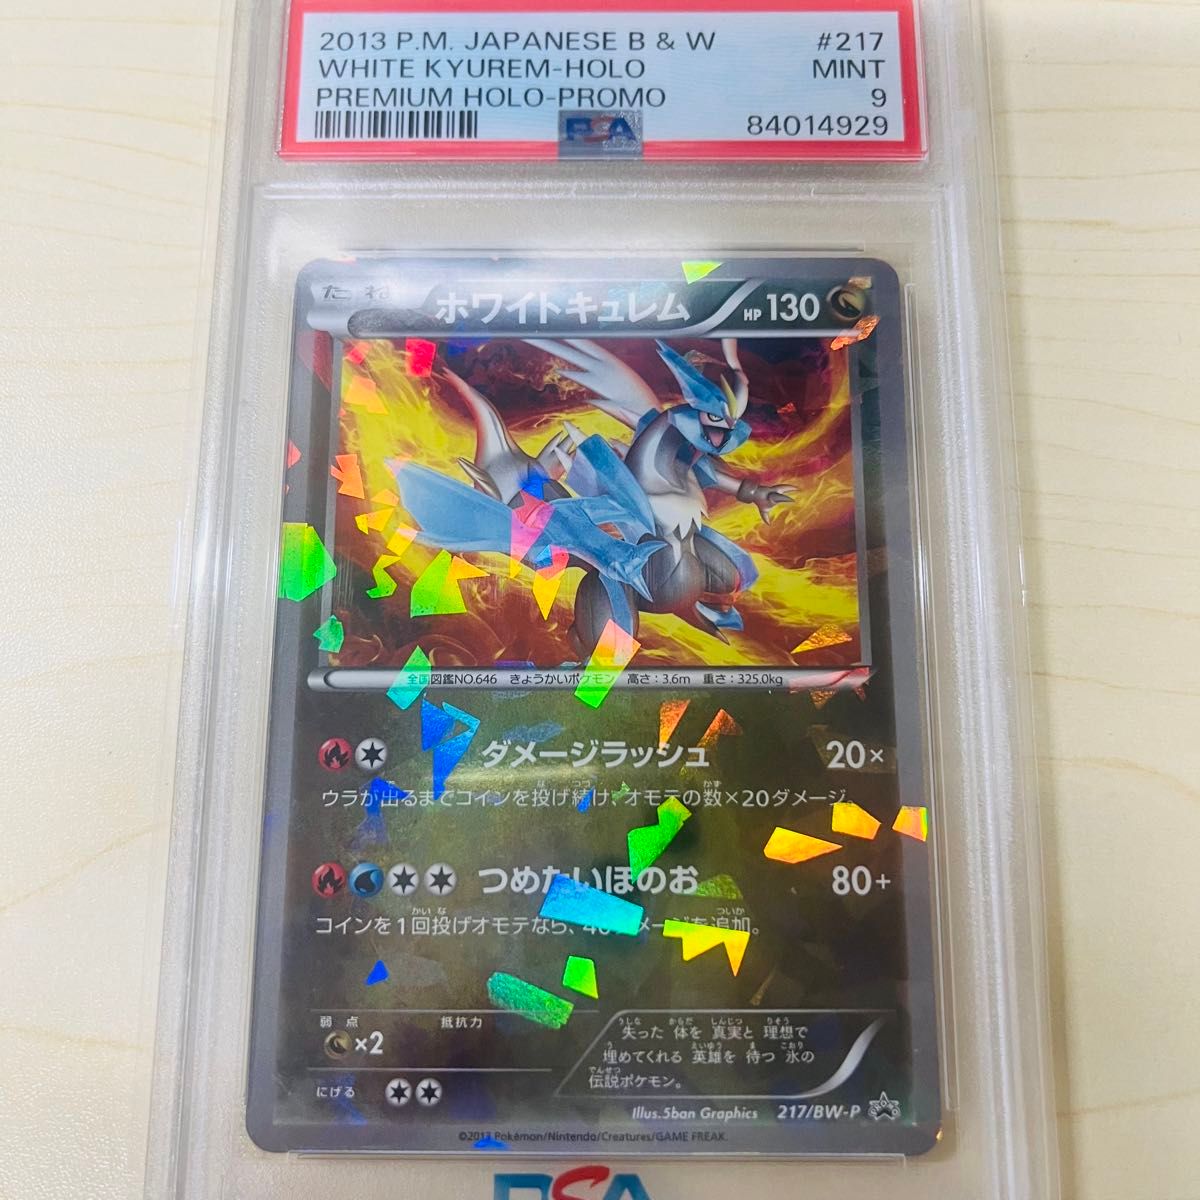 2013 P.M. JAPANESE B & W #217
WHITE KYUREM-HOLO MINT
PREMIUM HOLO-PROMO 9
PSA 84014929
たね ホワイトキュレム HP 130
全国図鑑NO.646 きょうかいポケモン 高さ：3.6m 重さ：325.0kg
ダメージラッシュ 20×
ウラが出るまでコインを投げ続け、オモテの数×20ダメージ。
つめたいほのお 80+
コインを1回投げオモテなら、40ダメージを追加。
弱点 抵抗力
×2
にげる
失った 体を 真実と 理想で
埋めてくれる 英雄を 待つ 氷の
伝説ポケモン。
Illus.5ban Graphics 217/BW-P PROMO
©2013 Pokémon/Nintendo/Creatures/GAME FREAK.
PSA